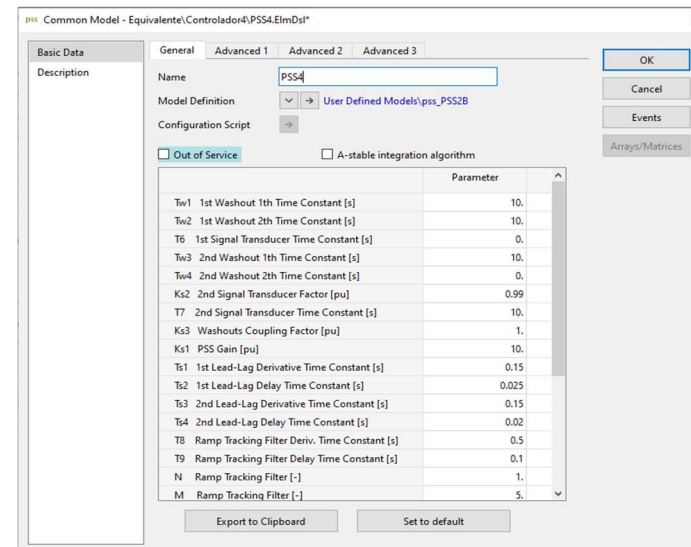 pss Common Model - Equivalente\Controlador4\PSS4.ElmDsl*
Basic Data
Description
General Advanced 1 Advanced 2 Advanced 3
Name PSS4
Model Definition User Defined Models\pss_PSS2B
Configuration Script
Out of Service A-stable integration algorithm
Parameter
Tw1 1st Washout 1th Time Constant [s] 10.
Tw2 1st Washout 2th Time Constant [s] 10.
T6 1st Signal Transducer Time Constant [s] 0.
Tw3 2nd Washout 1th Time Constant [s] 10.
Tw4 2nd Washout 2th Time Constant [s] 0.
Ks2 2nd Signal Transducer Factor [pu] 0.99
T7 2nd Signal Transducer Time Constant [s] 10.
Ks3 Washouts Coupling Factor [pu] 1.
Ks1 PSS Gain [pu] 10.
Ts1 1st Lead-Lag Derivative Time Constant [s] 0.15
Ts2 1st Lead-Lag Delay Time Constant [s] 0.025
Ts3 2nd Lead-Lag Derivative Time Constant [s] 0.15
Ts4 2nd Lead-Lag Delay Time Constant [s] 0.02
T8 Ramp Tracking Filter Deriv. Time Constant [s] 0.5
T9 Ramp Tracking Filter Delay Time Constant [s] 0.1
N Ramp Tracking Filter [-] 1.
M Ramp Tracking Filter [-] 5.
Export to Clipboard Set to default
OK
Cancel
Events
Arrays/Matrices